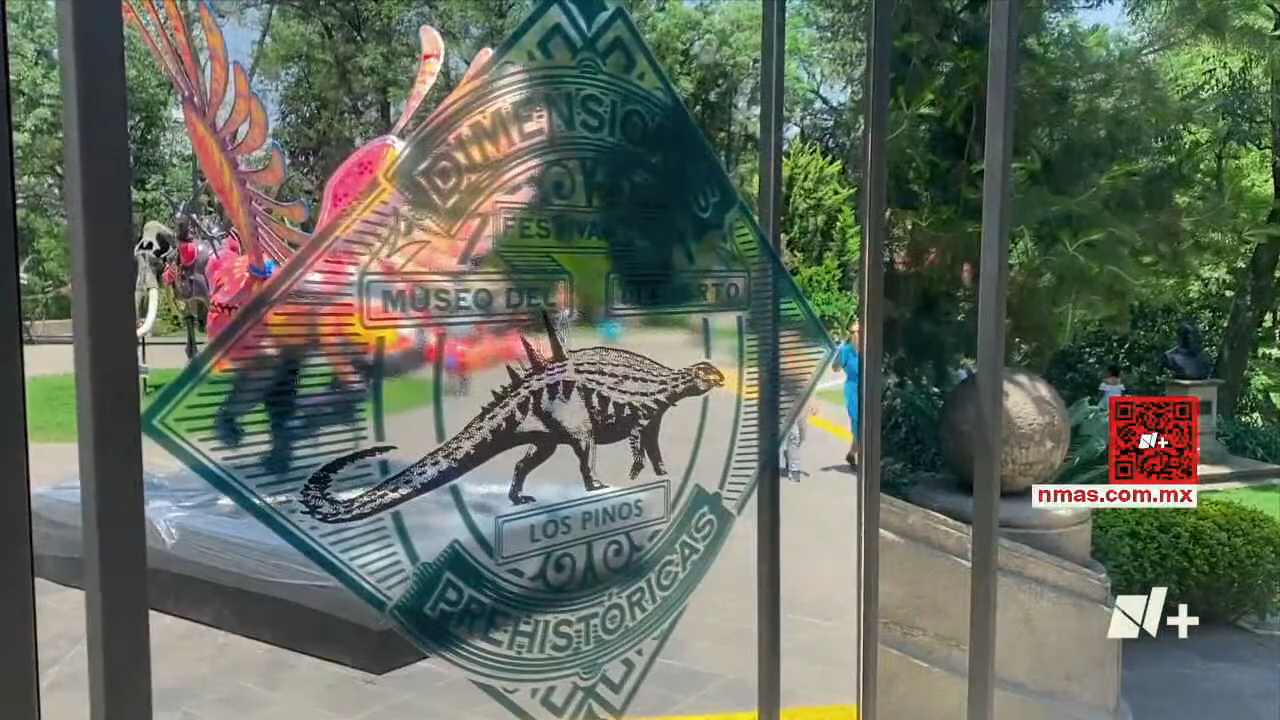 DIMENSIO
FESTIVA
MUSEO DEL
LOS PINOS
PREHISTÓRICAS
nmas.com.mx
N+